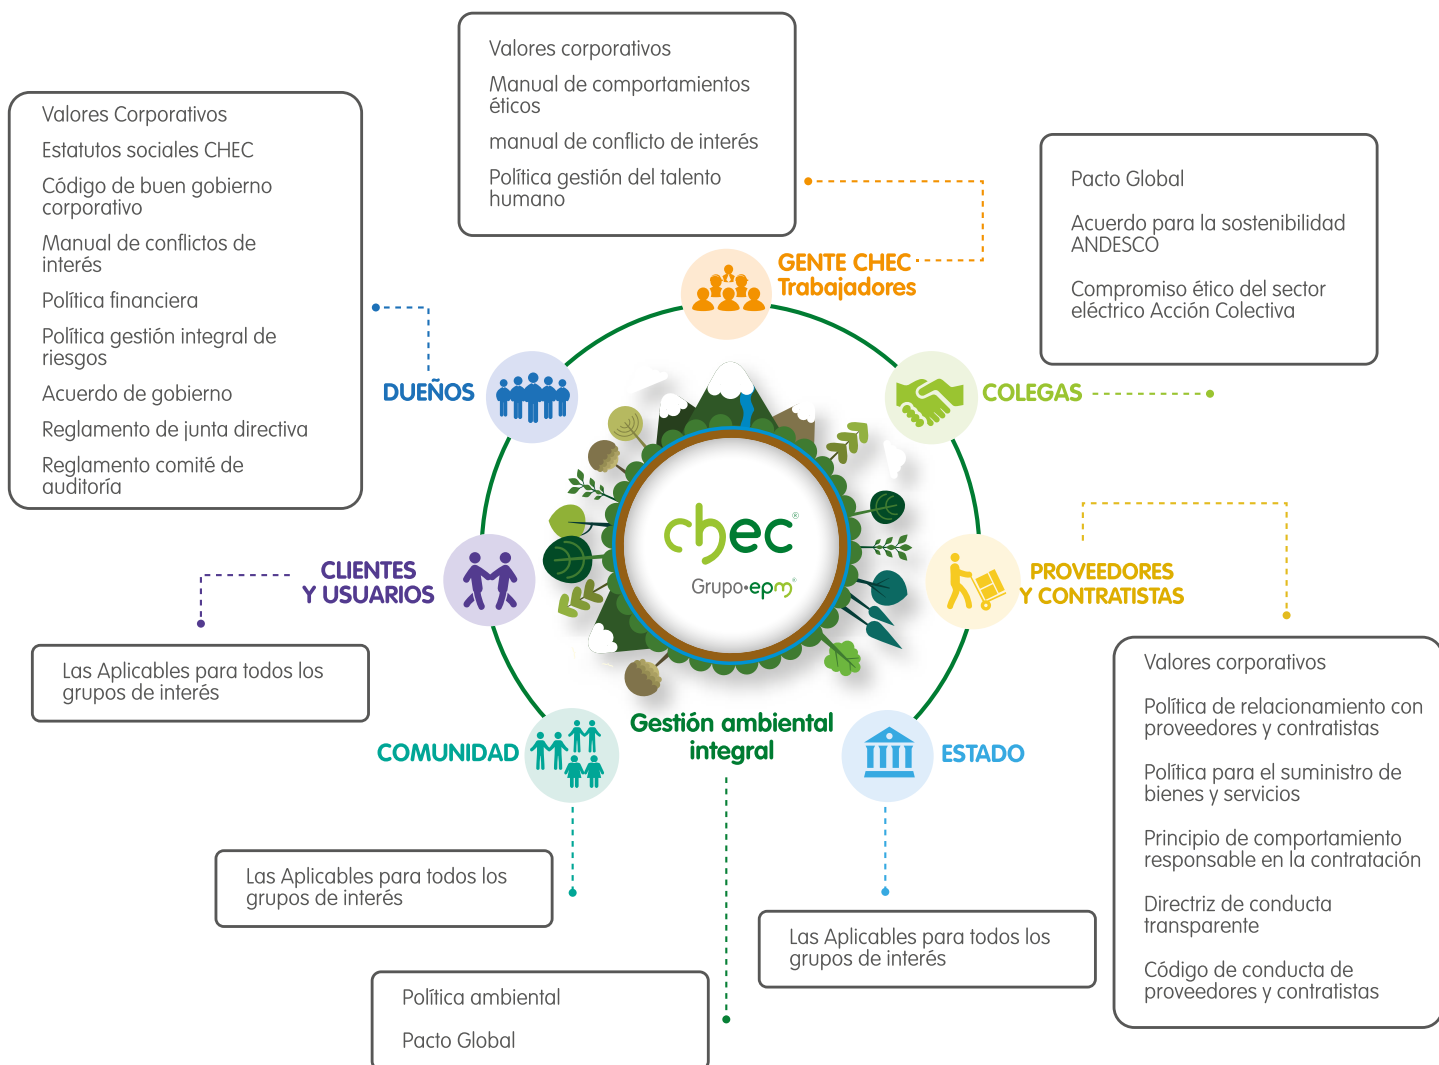 Valores corporativos
Manual de comportamientos
éticos
manual de conflicto de interés
Política gestión del talento
humano
Valores Corporativos
Estatutos sociales CHEC
Código de buen gobierno
corporativo
Manual de conflictos de
interés
Política financiera
Política gestión integral de
riesgos
Acuerdo de gobierno
Reglamento de junta directiva
Reglamento comité de
auditoría
Pacto Global
Acuerdo para la sostenibilidad
ANDESCO
Compromiso ético del sector
eléctrico Acción Colectiva
GENTE CHEC
Trabajadores
DUEÑOS
COLEGAS
chec®
Grupo•epm®
CLIENTES
Y USUARIOS
PROVEEDORES
Y CONTRATISTAS
Las Aplicables para todos los
grupos de interés
Valores corporativos
Política de relacionamiento con
proveedores y contratistas
Política para el suministro de
bienes y servicios
Principio de comportamiento
responsable en la contratación
Directriz de conducta
transparente
Código de conducta de
proveedores y contratistas
COMUNIDAD
Gestión ambiental
integral
ESTADO
Las Aplicables para todos los
grupos de interés
Las Aplicables para todos los
grupos de interés
Política ambiental
Pacto Global